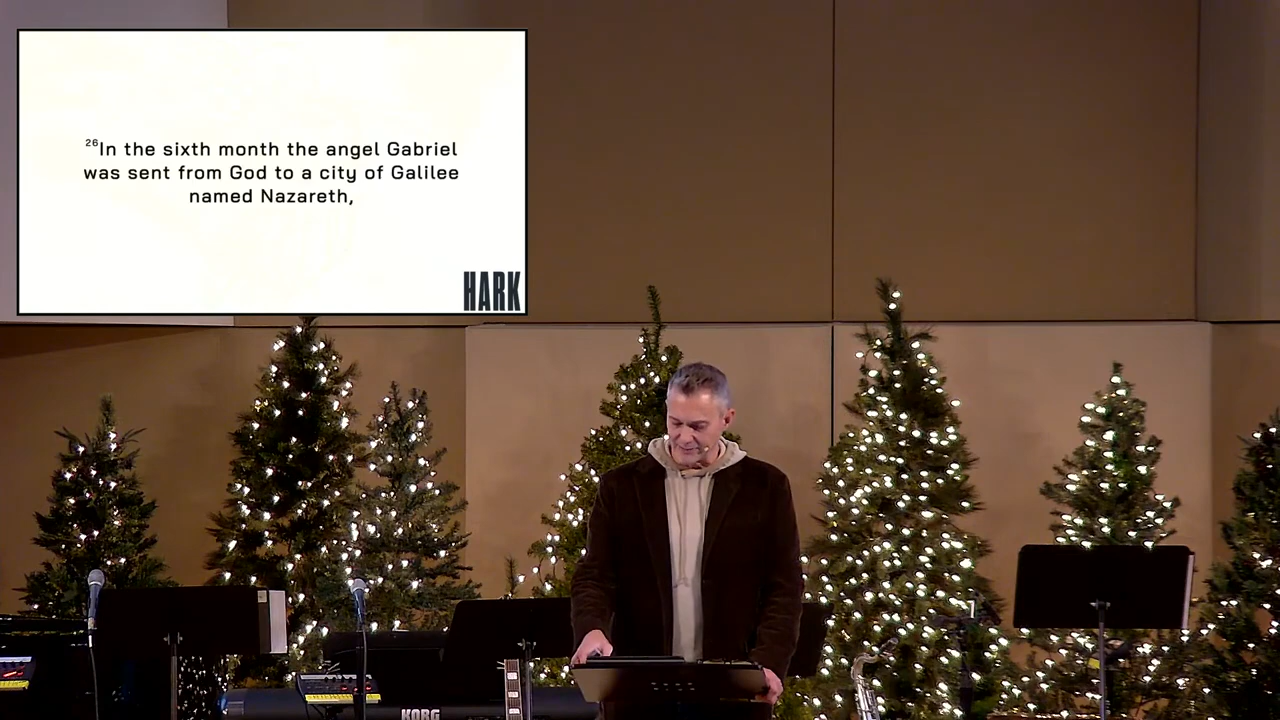 ²⁶In the sixth month the angel Gabriel
was sent from God to a city of Galilee
named Nazareth,
HARK
KORG